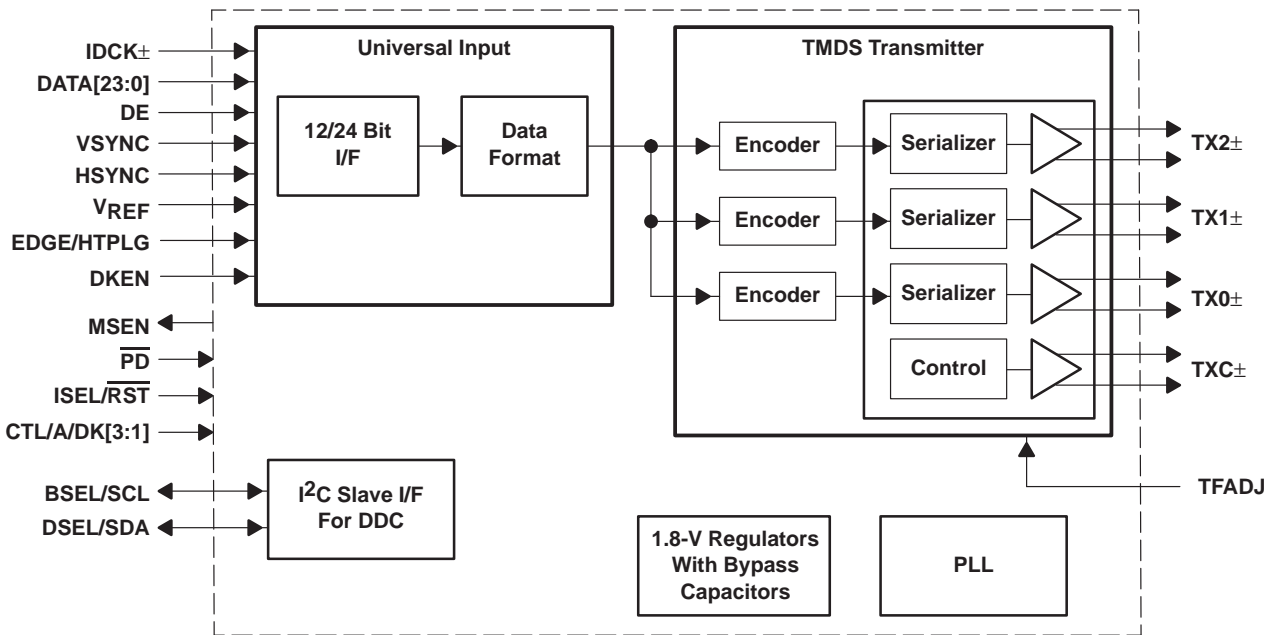 Universal Input
TMDS Transmitter
IDCK±
DATA[23:0]
DE
VSYNC
HSYNC
VREF
EDGE/HTPLG
DKEN
MSEN
PD
ISEL/RST
CTL/A/DK[3:1]
BSEL/SCL
DSEL/SDA
12/24 Bit
I/F
Data
Format
Encoder
Serializer
TX2±
Encoder
Serializer
TX1±
Encoder
Serializer
TX0±
Control
TXC±
TFADJ
I2C Slave I/F
For DDC
1.8-V Regulators
With Bypass
Capacitors
PLL